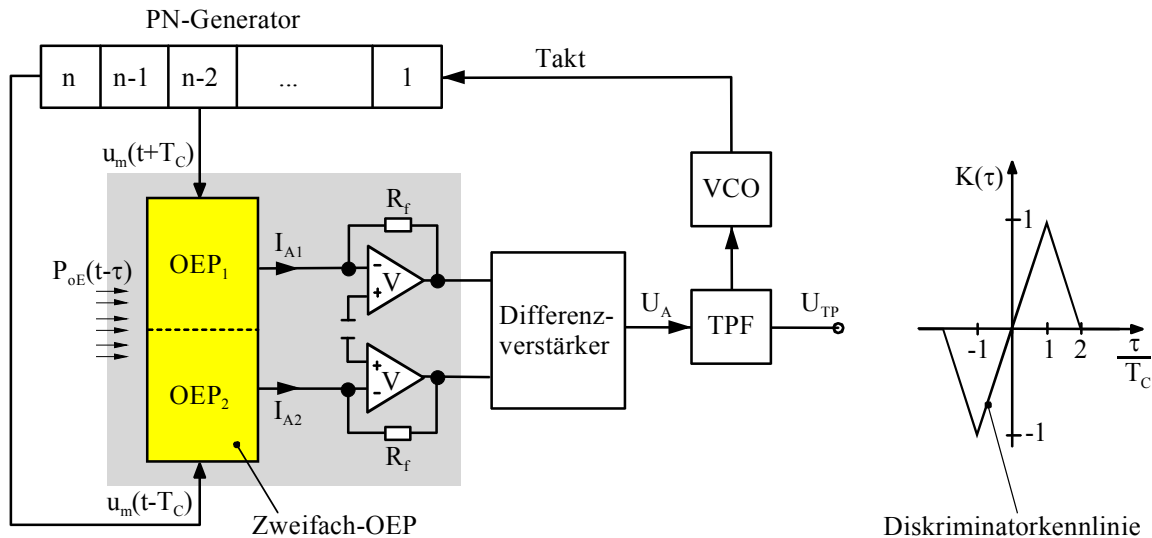 PN-Generator
n
n-1
n-2
...
1
Takt
u_m(t+T_C)
VCO
K(τ)
R_f
I_A1
OEP_1
P_oE(t-τ)
-
V
+
1
U_A
U_TP
Differenz-
verstärker
TPF
-1
1
2
τ
T_C
OEP_2
+
V
-
I_A2
-1
R_f
u_m(t-T_C)
Zweifach-OEP
Diskriminatorkennlinie